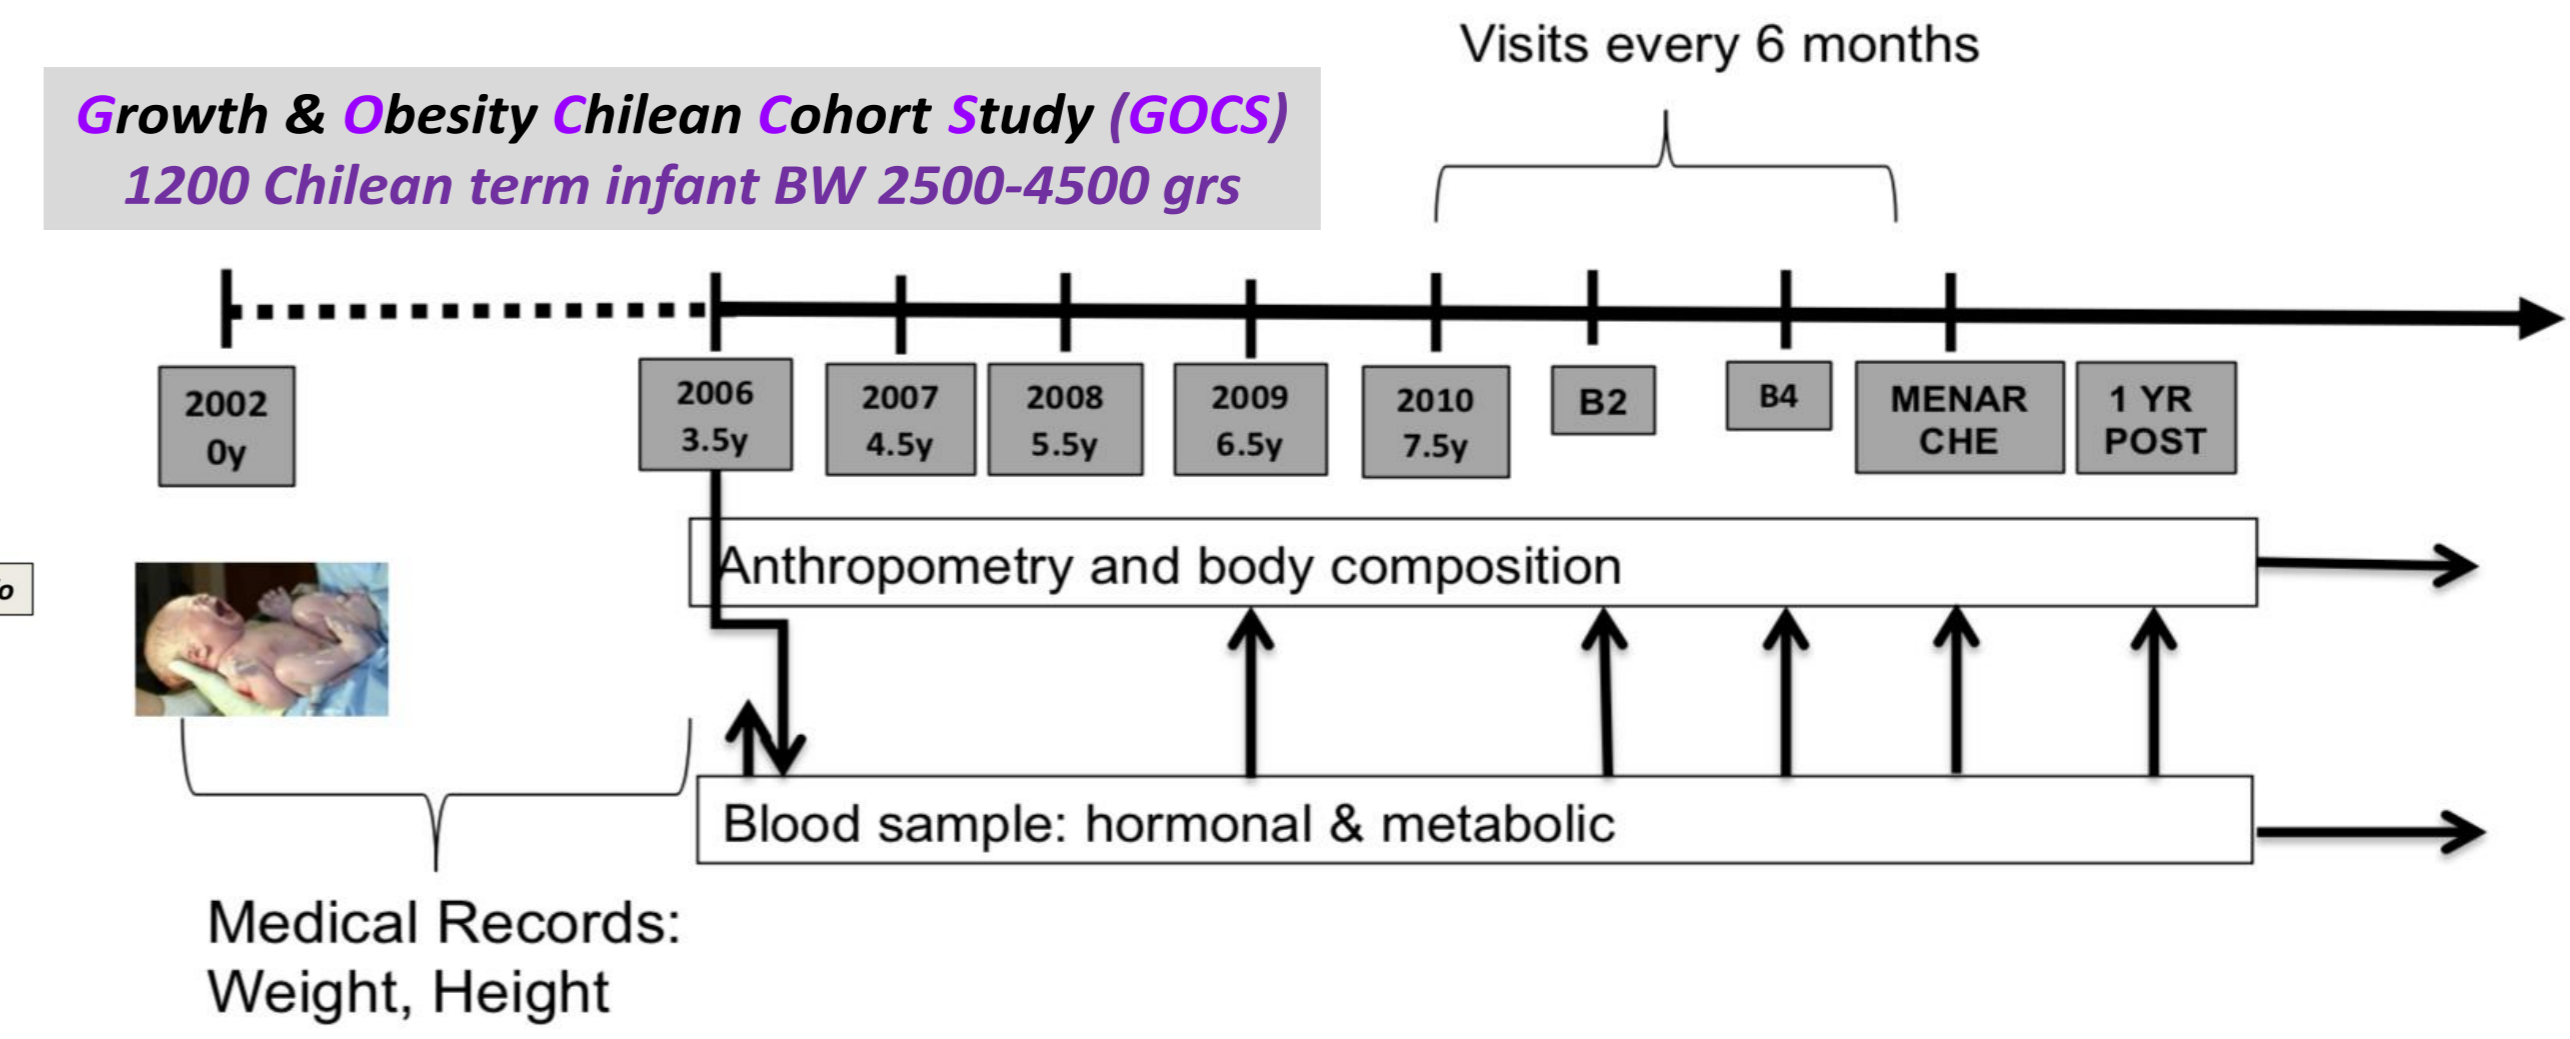 Visits every 6 months
Growth & Obesity Chilean Cohort Study (GOCS)
1200 Chilean term infant BW 2500-4500 grs
2002
0y
2006
3.5y
2007
4.5y
2008
5.5y
2009
6.5y
2010
7.5y
B2
B4
MENAR
CHE
1 YR
POST
Anthropometry and body composition
Blood sample: hormonal & metabolic
Medical Records:
Weight, Height